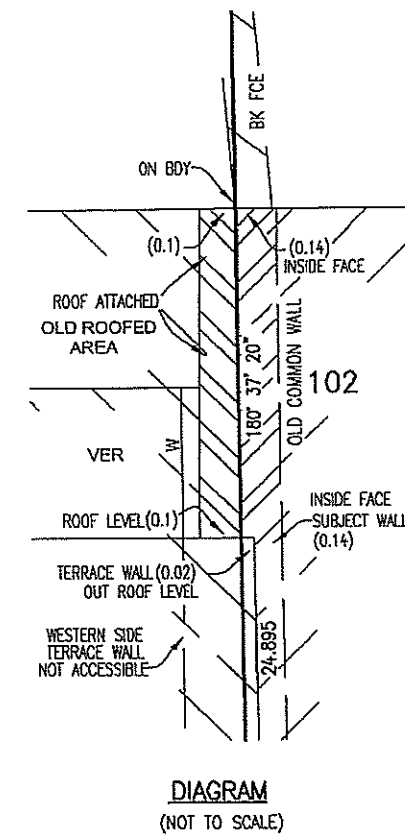 BK FCE
ON BDY
(0.1)
(0.14)
INSIDE FACE
ROOF ATTACHED
OLD ROOFED
AREA
180° 37' 20"
OLD COMMON WALL
102
VER
W
ROOF LEVEL(0.1)
INSIDE FACE
SUBJECT WALL
(0.14)
TERRACE WALL(0.02)
OUT ROOF LEVEL
WESTERN SIDE
TERRACE WALL
NOT ACCESSIBLE
24.895
DIAGRAM
(NOT TO SCALE)